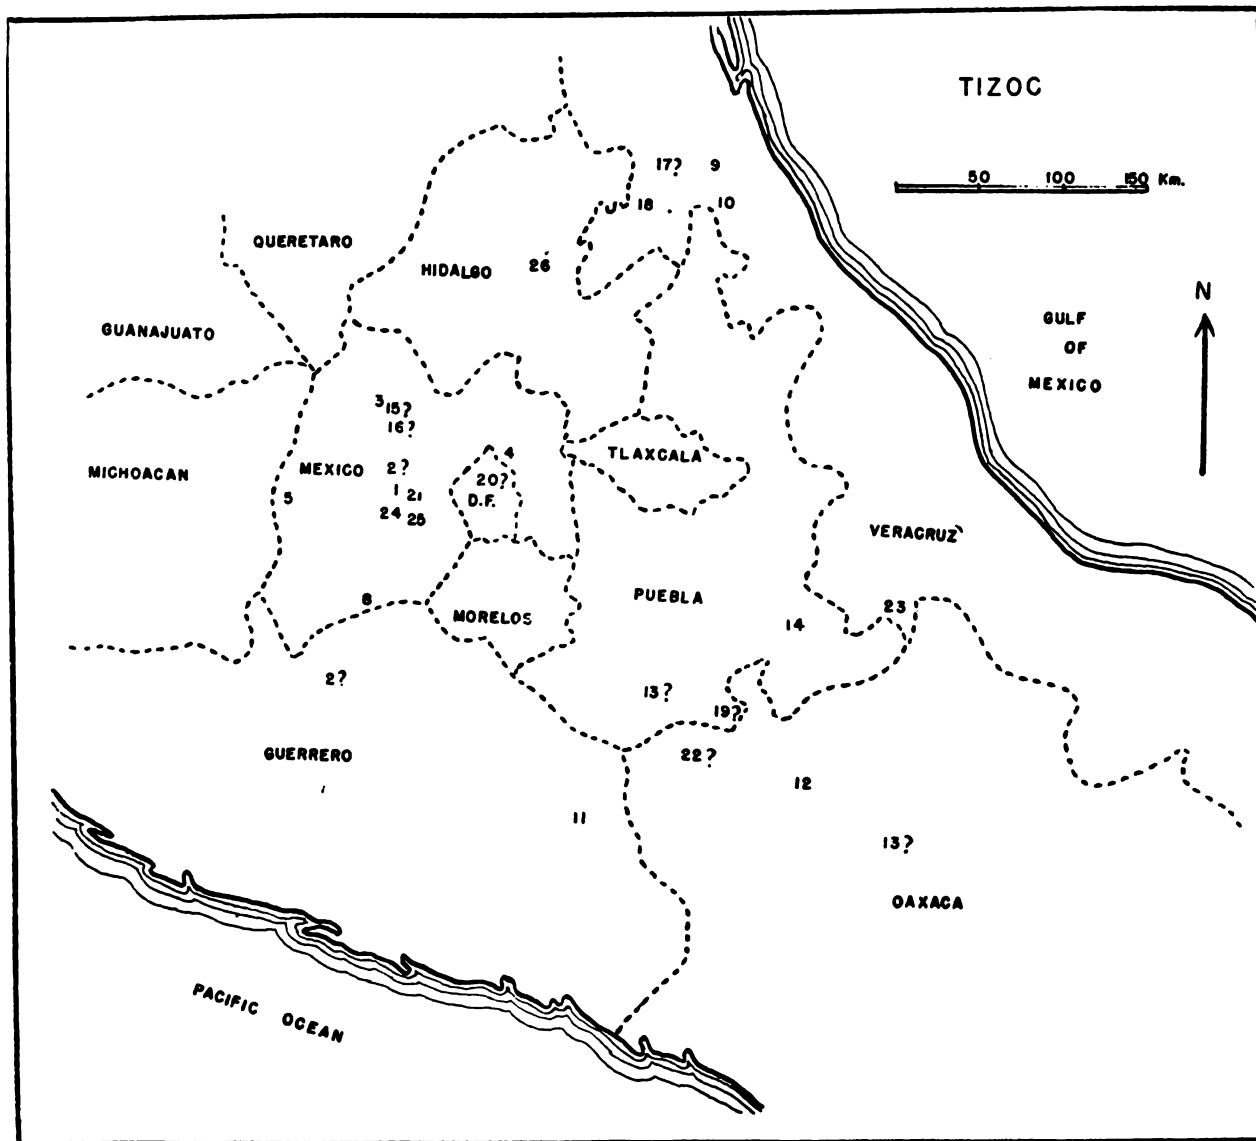 TIZOC
50 100 150 Km.
17? 9
18 10
QUERETARO
HIDALGO 26
N
GUANAJUATO
GULF
OF
MEXICO
3 15?
16?
MICHOACAN
MEXICO 2?
4
TLAXCALA
20?
D.F.
5
1 21
24 25
VERACRUZ
PUEBLA
8
MORELOS
14
23
2?
13?
19?
GUERRERO
22?
12
11
13?
OAXACA
PACIFIC OCEAN